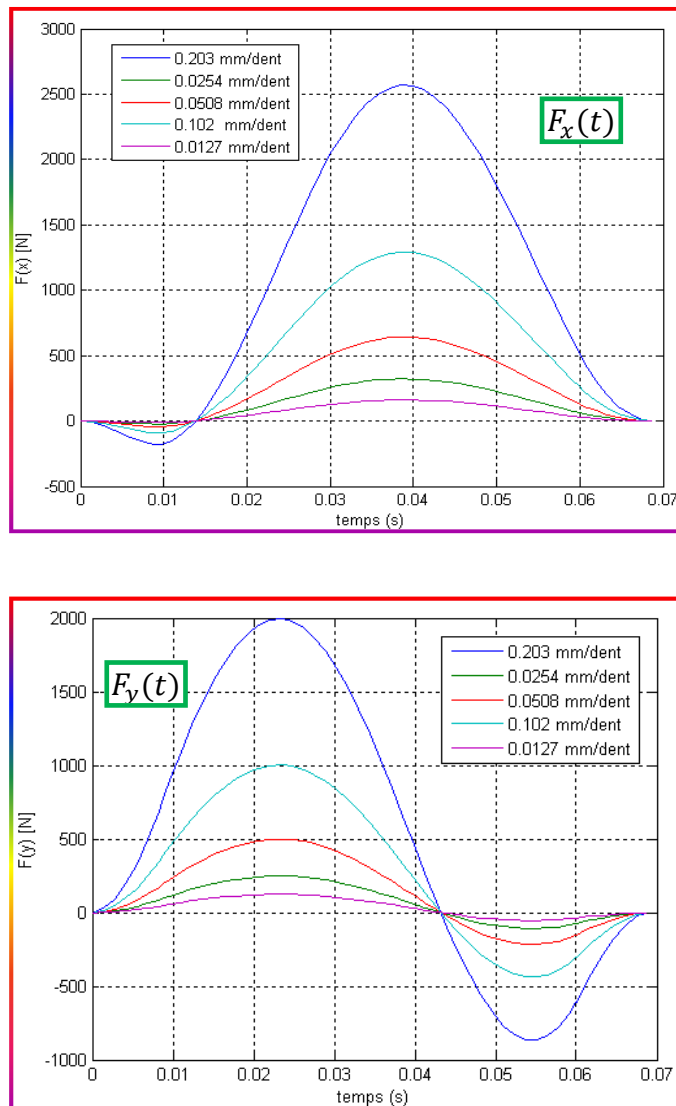 3000
2500
2000
1500
1000
500
0
-500
F(x) [N]
0.203 mm/dent
0.0254 mm/dent
0.0508 mm/dent
0.102 mm/dent
0.0127 mm/dent
F_x(t)
0 0.01 0.02 0.03 0.04 0.05 0.06 0.07
temps (s)
2000
1500
1000
500
0
-500
-1000
F(y) [N]
F_y(t)
0.203 mm/dent
0.0254 mm/dent
0.0508 mm/dent
0.102 mm/dent
0.0127 mm/dent
0 0.01 0.02 0.03 0.04 0.05 0.06 0.07
temps (s)